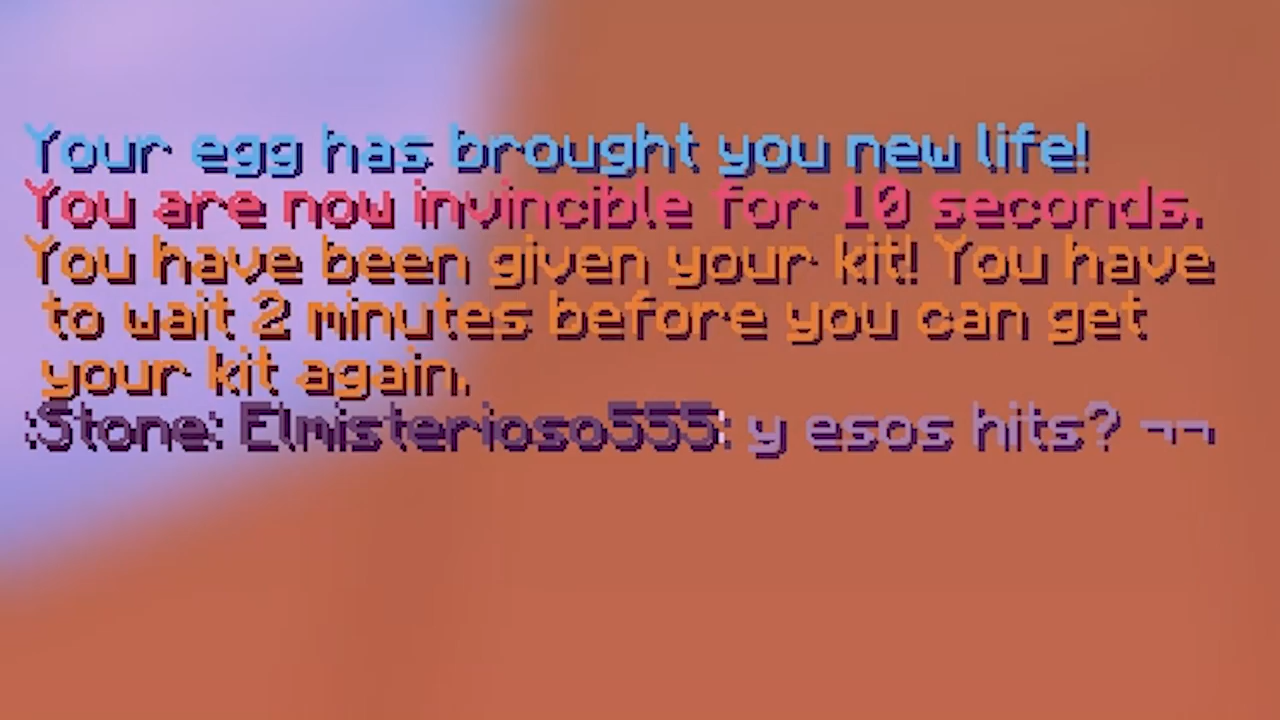 Your egg has brought you new life!
You are now invincible for 10 seconds.
You have been given your kit! You have
to wait 2 minutes before you can get
your kit again.
:Stone: Elmisterioso555: y esos hits? ¬¬